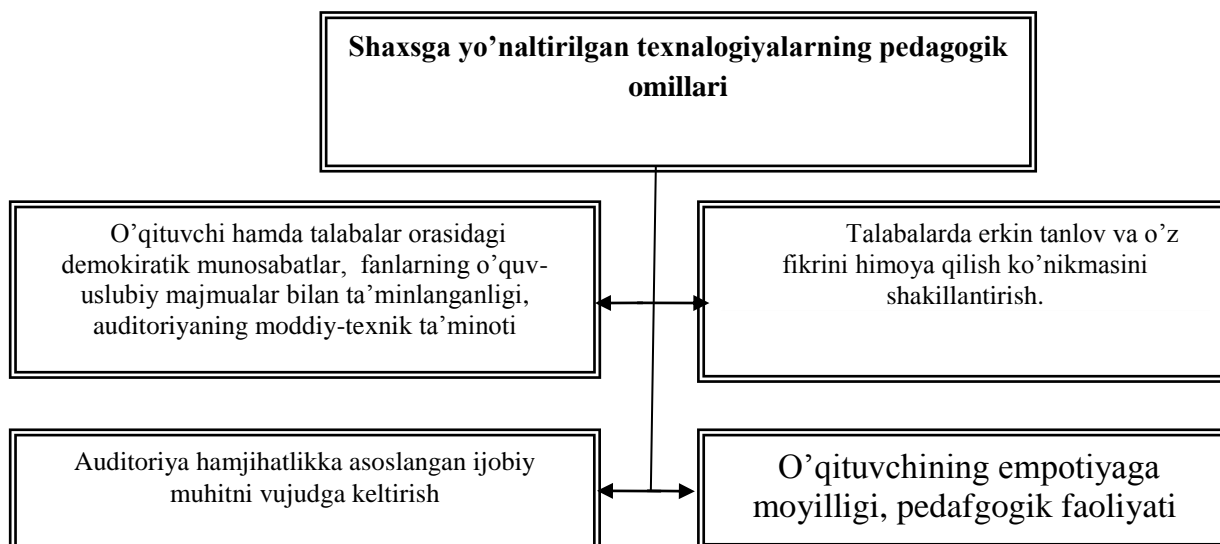 Shaxsga yo’naltirilgan texnalogiyalarning pedagogik
omillari
O’qituvchi hamda talabalar orasidagi
demokiratik munosabatlar, fanlarning o’quv-
uslubiy majmualar bilan ta’minlanganligi,
auditoriyaning moddiy-texnik ta’minoti
Talabalarda erkin tanlov va o’z
fikrini himoya qilish ko’nikmasini
shakillantirish.
Auditoriya hamjihatlikka asoslangan ijobiy
muhitni vujudga keltirish
O’qituvchining empotiyaga
moyilligi, pedafgogik faoliyati